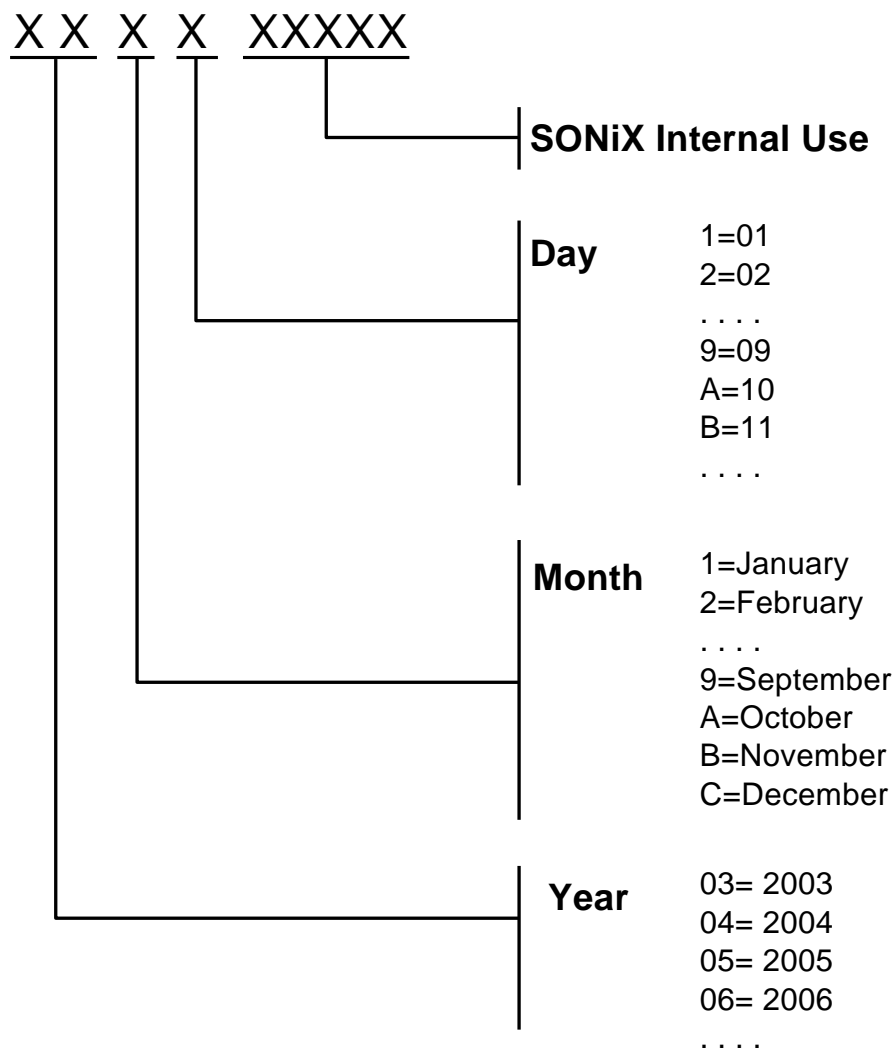 X X X X XXXXX
SONiX Internal Use
Day
1=01
2=02
. . . .
9=09
A=10
B=11
. . . .
Month
1=January
2=February
. . . .
9=September
A=October
B=November
C=December
Year
03= 2003
04= 2004
05= 2005
06= 2006
. . . .